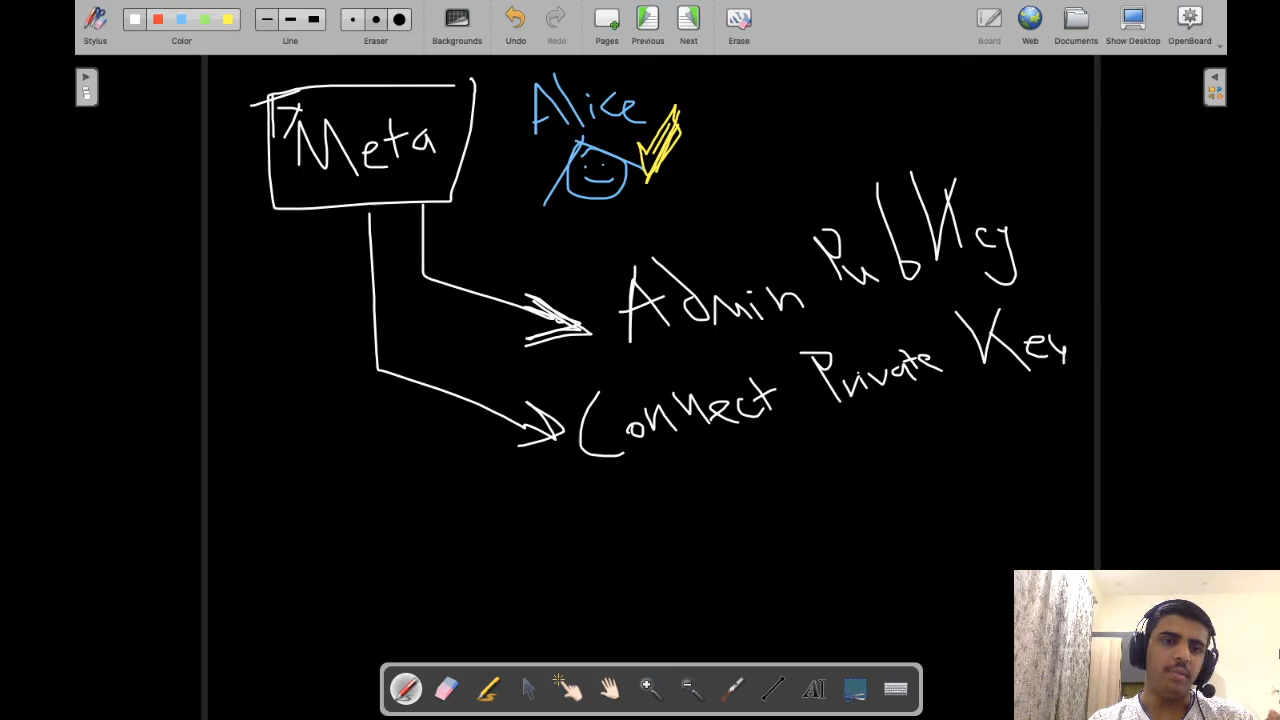 Stylus
Color
Line
Eraser
Backgrounds
Undo
Redo
Pages
Previous
Next
Erase
Board
Web
Documents
Show Desktop
OpenBoard
Meta
Alice
Admin PubKey
Connect Private Key
AI